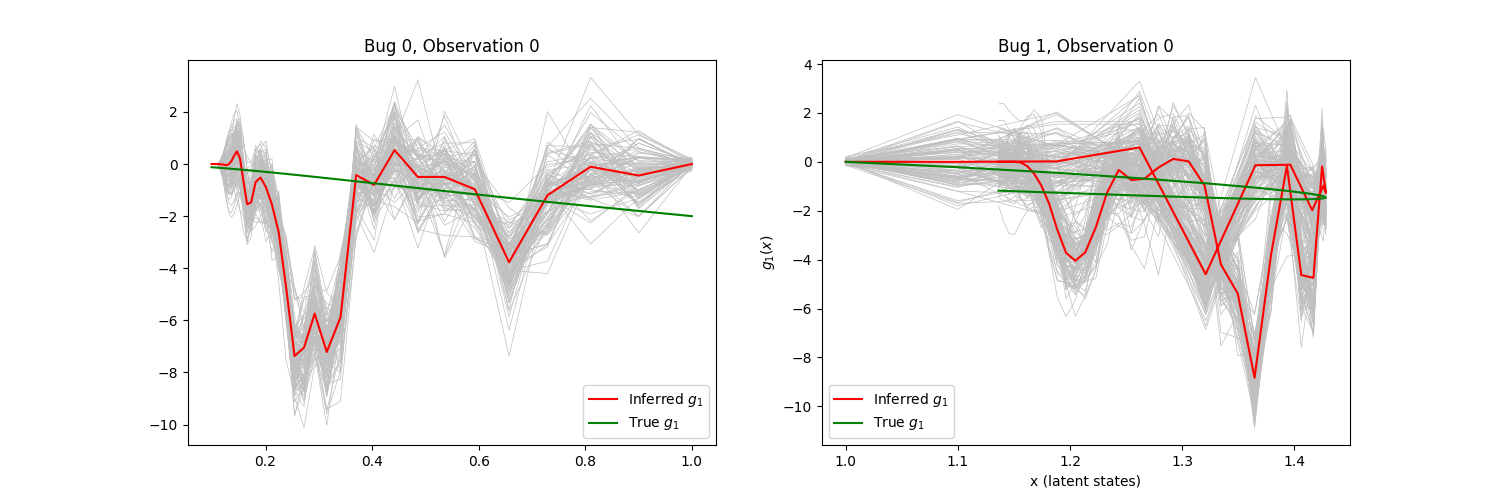 Bug 0, Observation 0
2
0
−2
−4
−6
−8
−10
0.2 0.4 0.6 0.8 1.0
Inferred g₁
True g₁
Bug 1, Observation 0
4
2
0
−2
−4
−6
−8
−10
g₁(x)
1.0 1.1 1.2 1.3 1.4
x (latent states)
Inferred g₁
True g₁